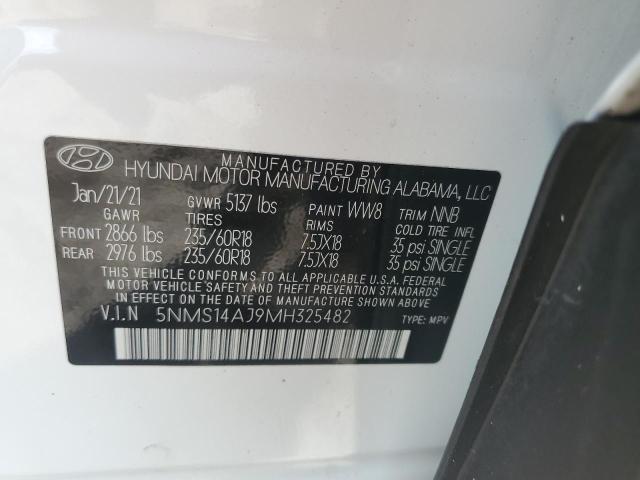 MANUFACTURED BY
HYUNDAI MOTOR MANUFACTURING ALABAMA, LLC
Jan/21/21 GVWR 5137 lbs PAINT WW8 TRIM NNB
GAWR TIRES RIMS COLD TIRE INFL
FRONT 2866 lbs 235/60R18 7.5JX18 35 psi SINGLE
REAR 2976 lbs 235/60R18 7.5JX18 35 psi SINGLE
THIS VEHICLE CONFORMS TO ALL APPLICABLE U.S.A. FEDERAL
MOTOR VEHICLE SAFETY, BUMPER, AND THEFT PREVENTION
STANDARDS IN EFFECT ON THE DATE OF MANUFACTURE SHOWN ABOVE.
V.I.N 5NMS14AJ9MH325482 TYPE: MPV